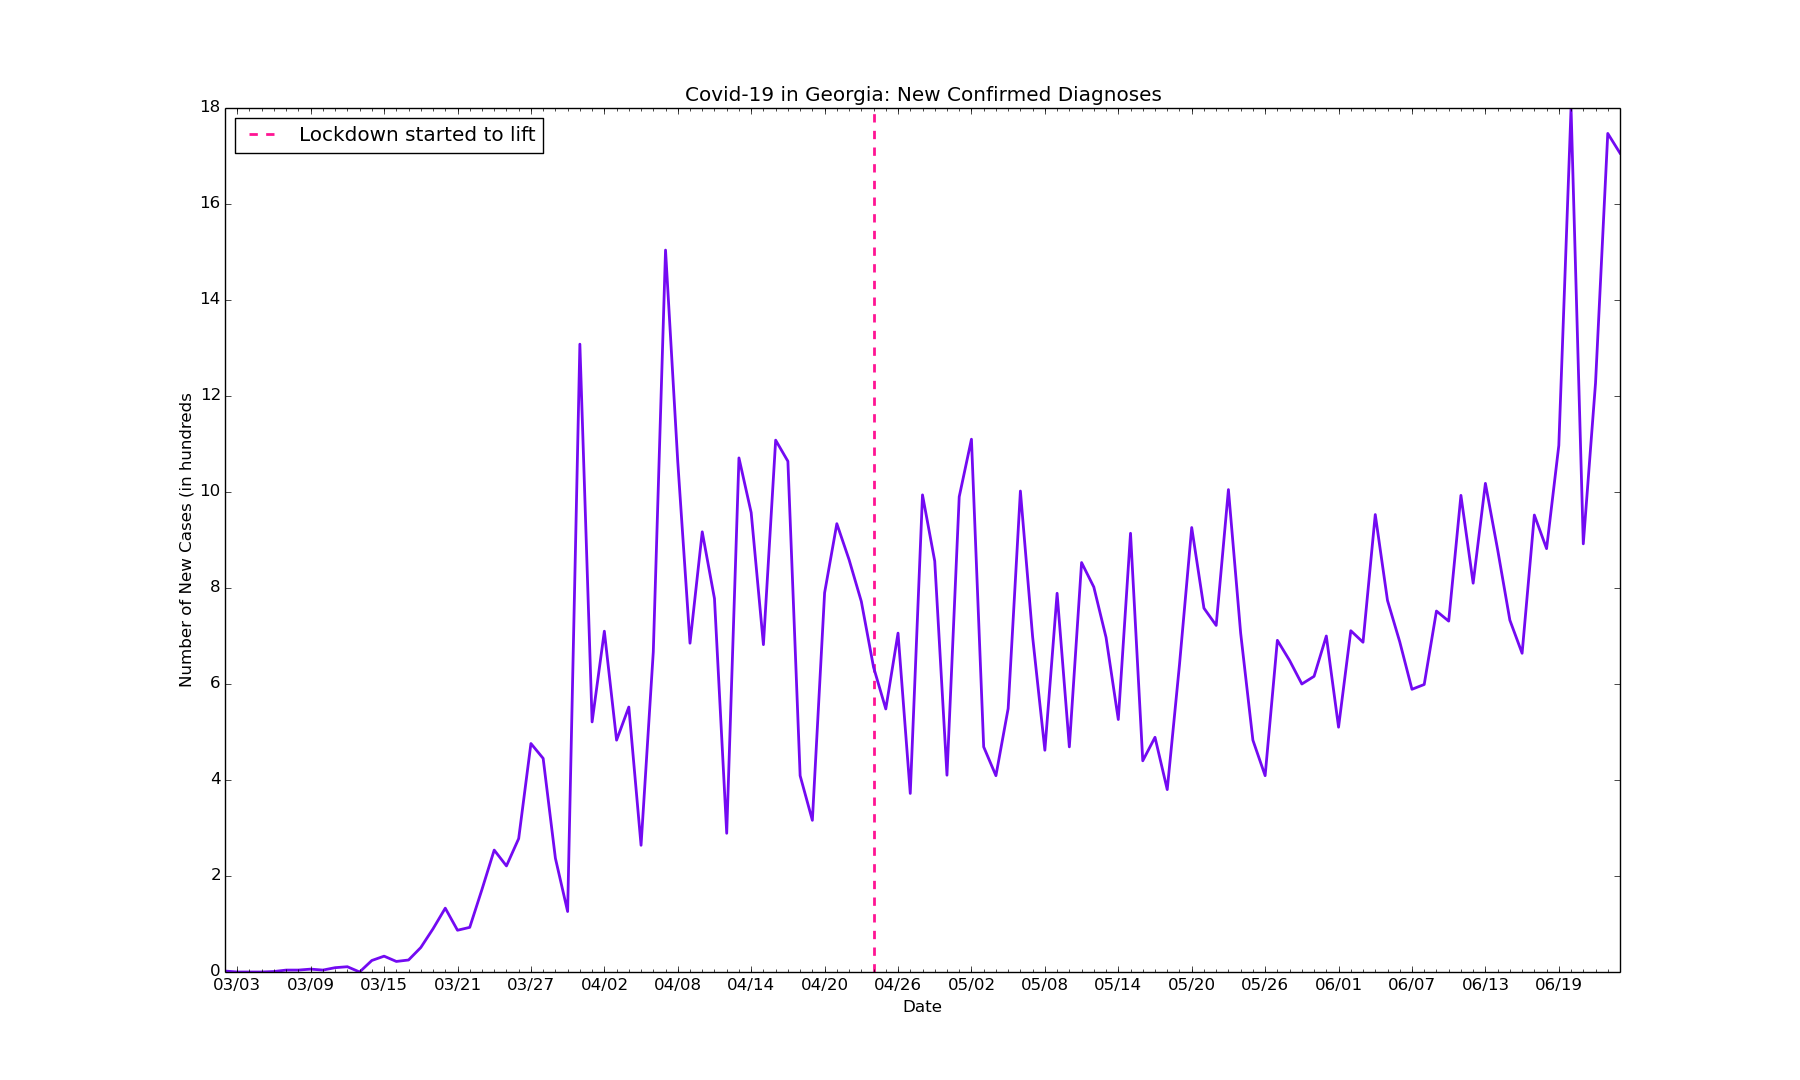 Covid-19 in Georgia: New Confirmed Diagnoses
Lockdown started to lift
Number of New Cases (in hundreds
18
16
14
12
10
8
6
4
2
0
03/03 03/09 03/15 03/21 03/27 04/02 04/08 04/14 04/20 04/26 05/02 05/08 05/14 05/20 05/26 06/01 06/07 06/13 06/19
Date